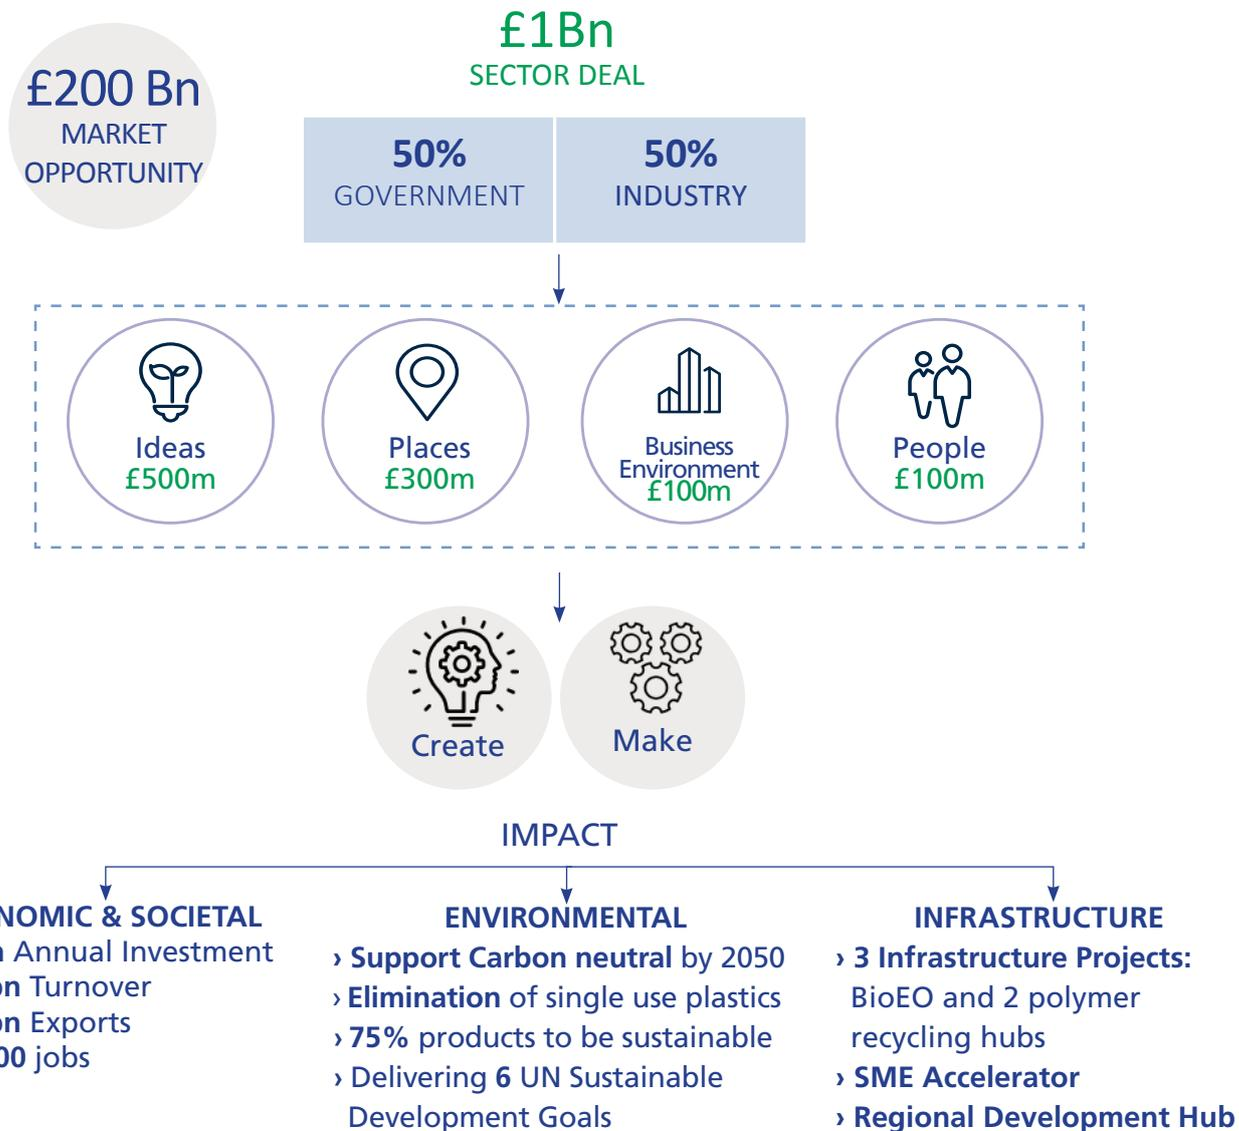 £1Bn
SECTOR DEAL
£200 Bn
MARKET
OPPORTUNITY
50%
GOVERNMENT
50%
INDUSTRY
Ideas
£500m
Places
£300m
Business
Environment
£100m
People
£100m
Create
Make
IMPACT
NOMIC & SOCIETAL
Annual Investment
n Turnover
n Exports
00 jobs
ENVIRONMENTAL
› Support Carbon neutral by 2050
› Elimination of single use plastics
› 75% products to be sustainable
› Delivering 6 UN Sustainable
Development Goals
INFRASTRUCTURE
› 3 Infrastructure Projects:
BioEO and 2 polymer
recycling hubs
› SME Accelerator
› Regional Development Hub